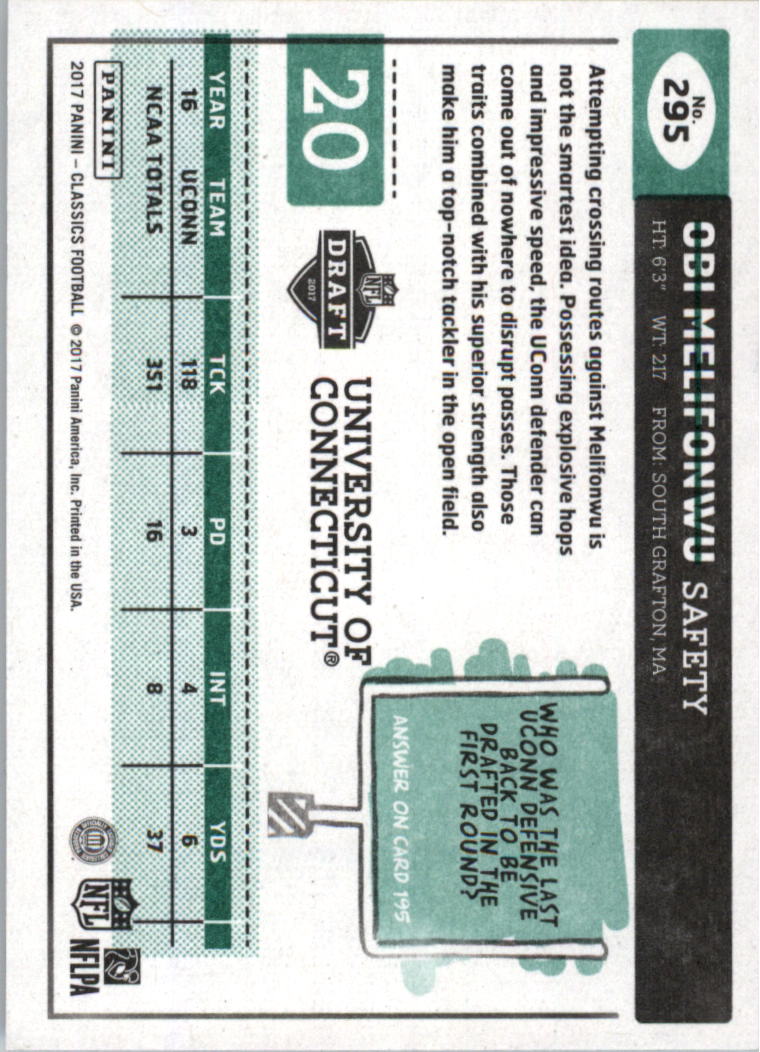 No.
295
OBI MELIFONWU SAFETY
HT: 6'3" WT: 217 FROM: SOUTH GRAFTON, MA
Attempting crossing routes against Melifonwu is
not the smartest idea. Possessing explosive hops
and impressive speed, the UConn defender can
come out of nowhere to disrupt passes. Those
traits combined with his superior strength also
make him a top-notch tackler in the open field.
WHO WAS THE LAST
UCONN DEFENSIVE
BACK TO BE
DRAFTED IN THE
FIRST ROUND?
ANSWER ON CARD 195
20
NFL
DRAFT
2017
UNIVERSITY OF
CONNECTICUT®
YEAR TEAM TCK PD INT YDS
16 UCONN 118 3 4 6
NCAA TOTALS 351 16 8 37
PANINI
2017 PANINI – CLASSICS FOOTBALL © 2017 Panini America, Inc. Printed in the USA.
NFL
NFLPA